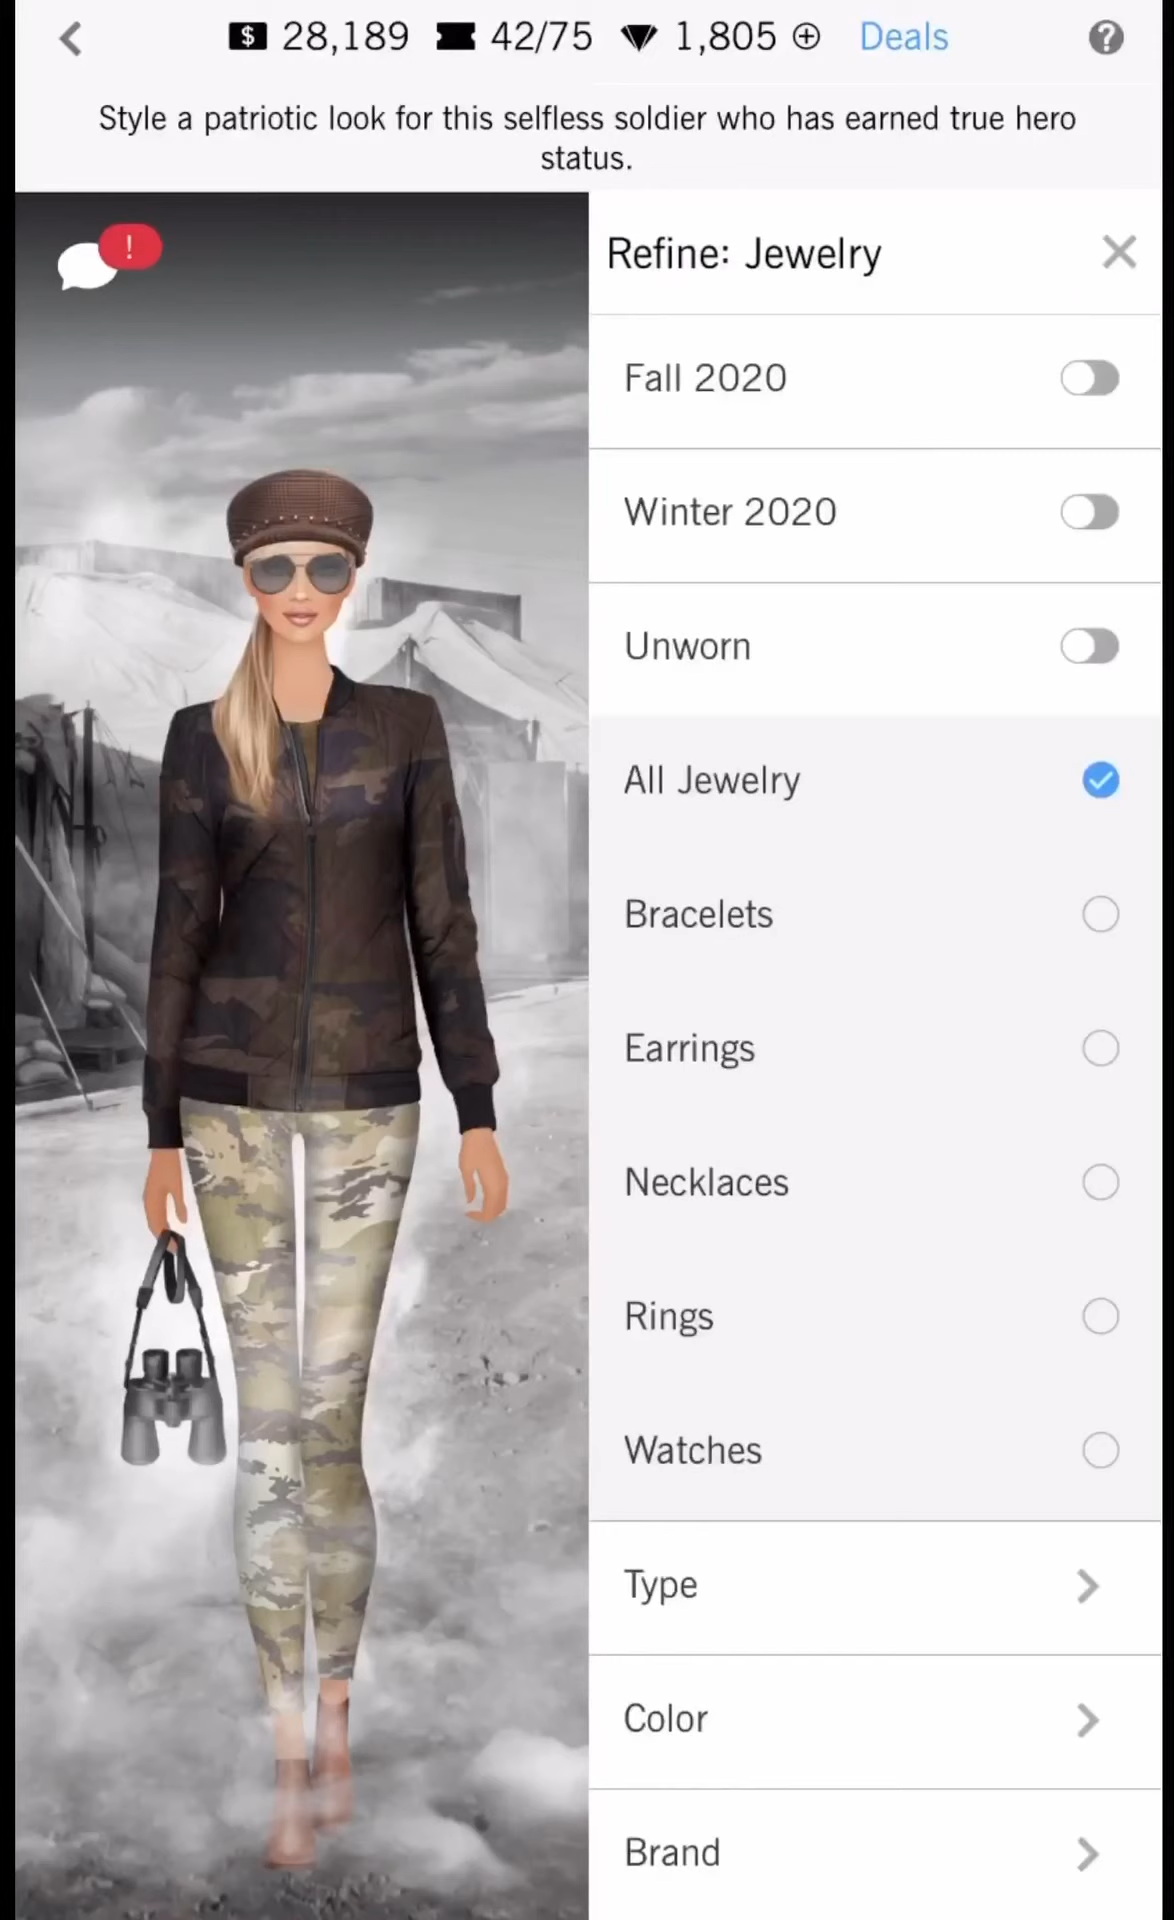 $ 28,189 42/75 1,805 Deals ?
Style a patriotic look for this selfless soldier who has earned true hero
status.
!
Refine: Jewelry
Fall 2020
Winter 2020
Unworn
All Jewelry
Bracelets
Earrings
Necklaces
Rings
Watches
Type
Color
Brand